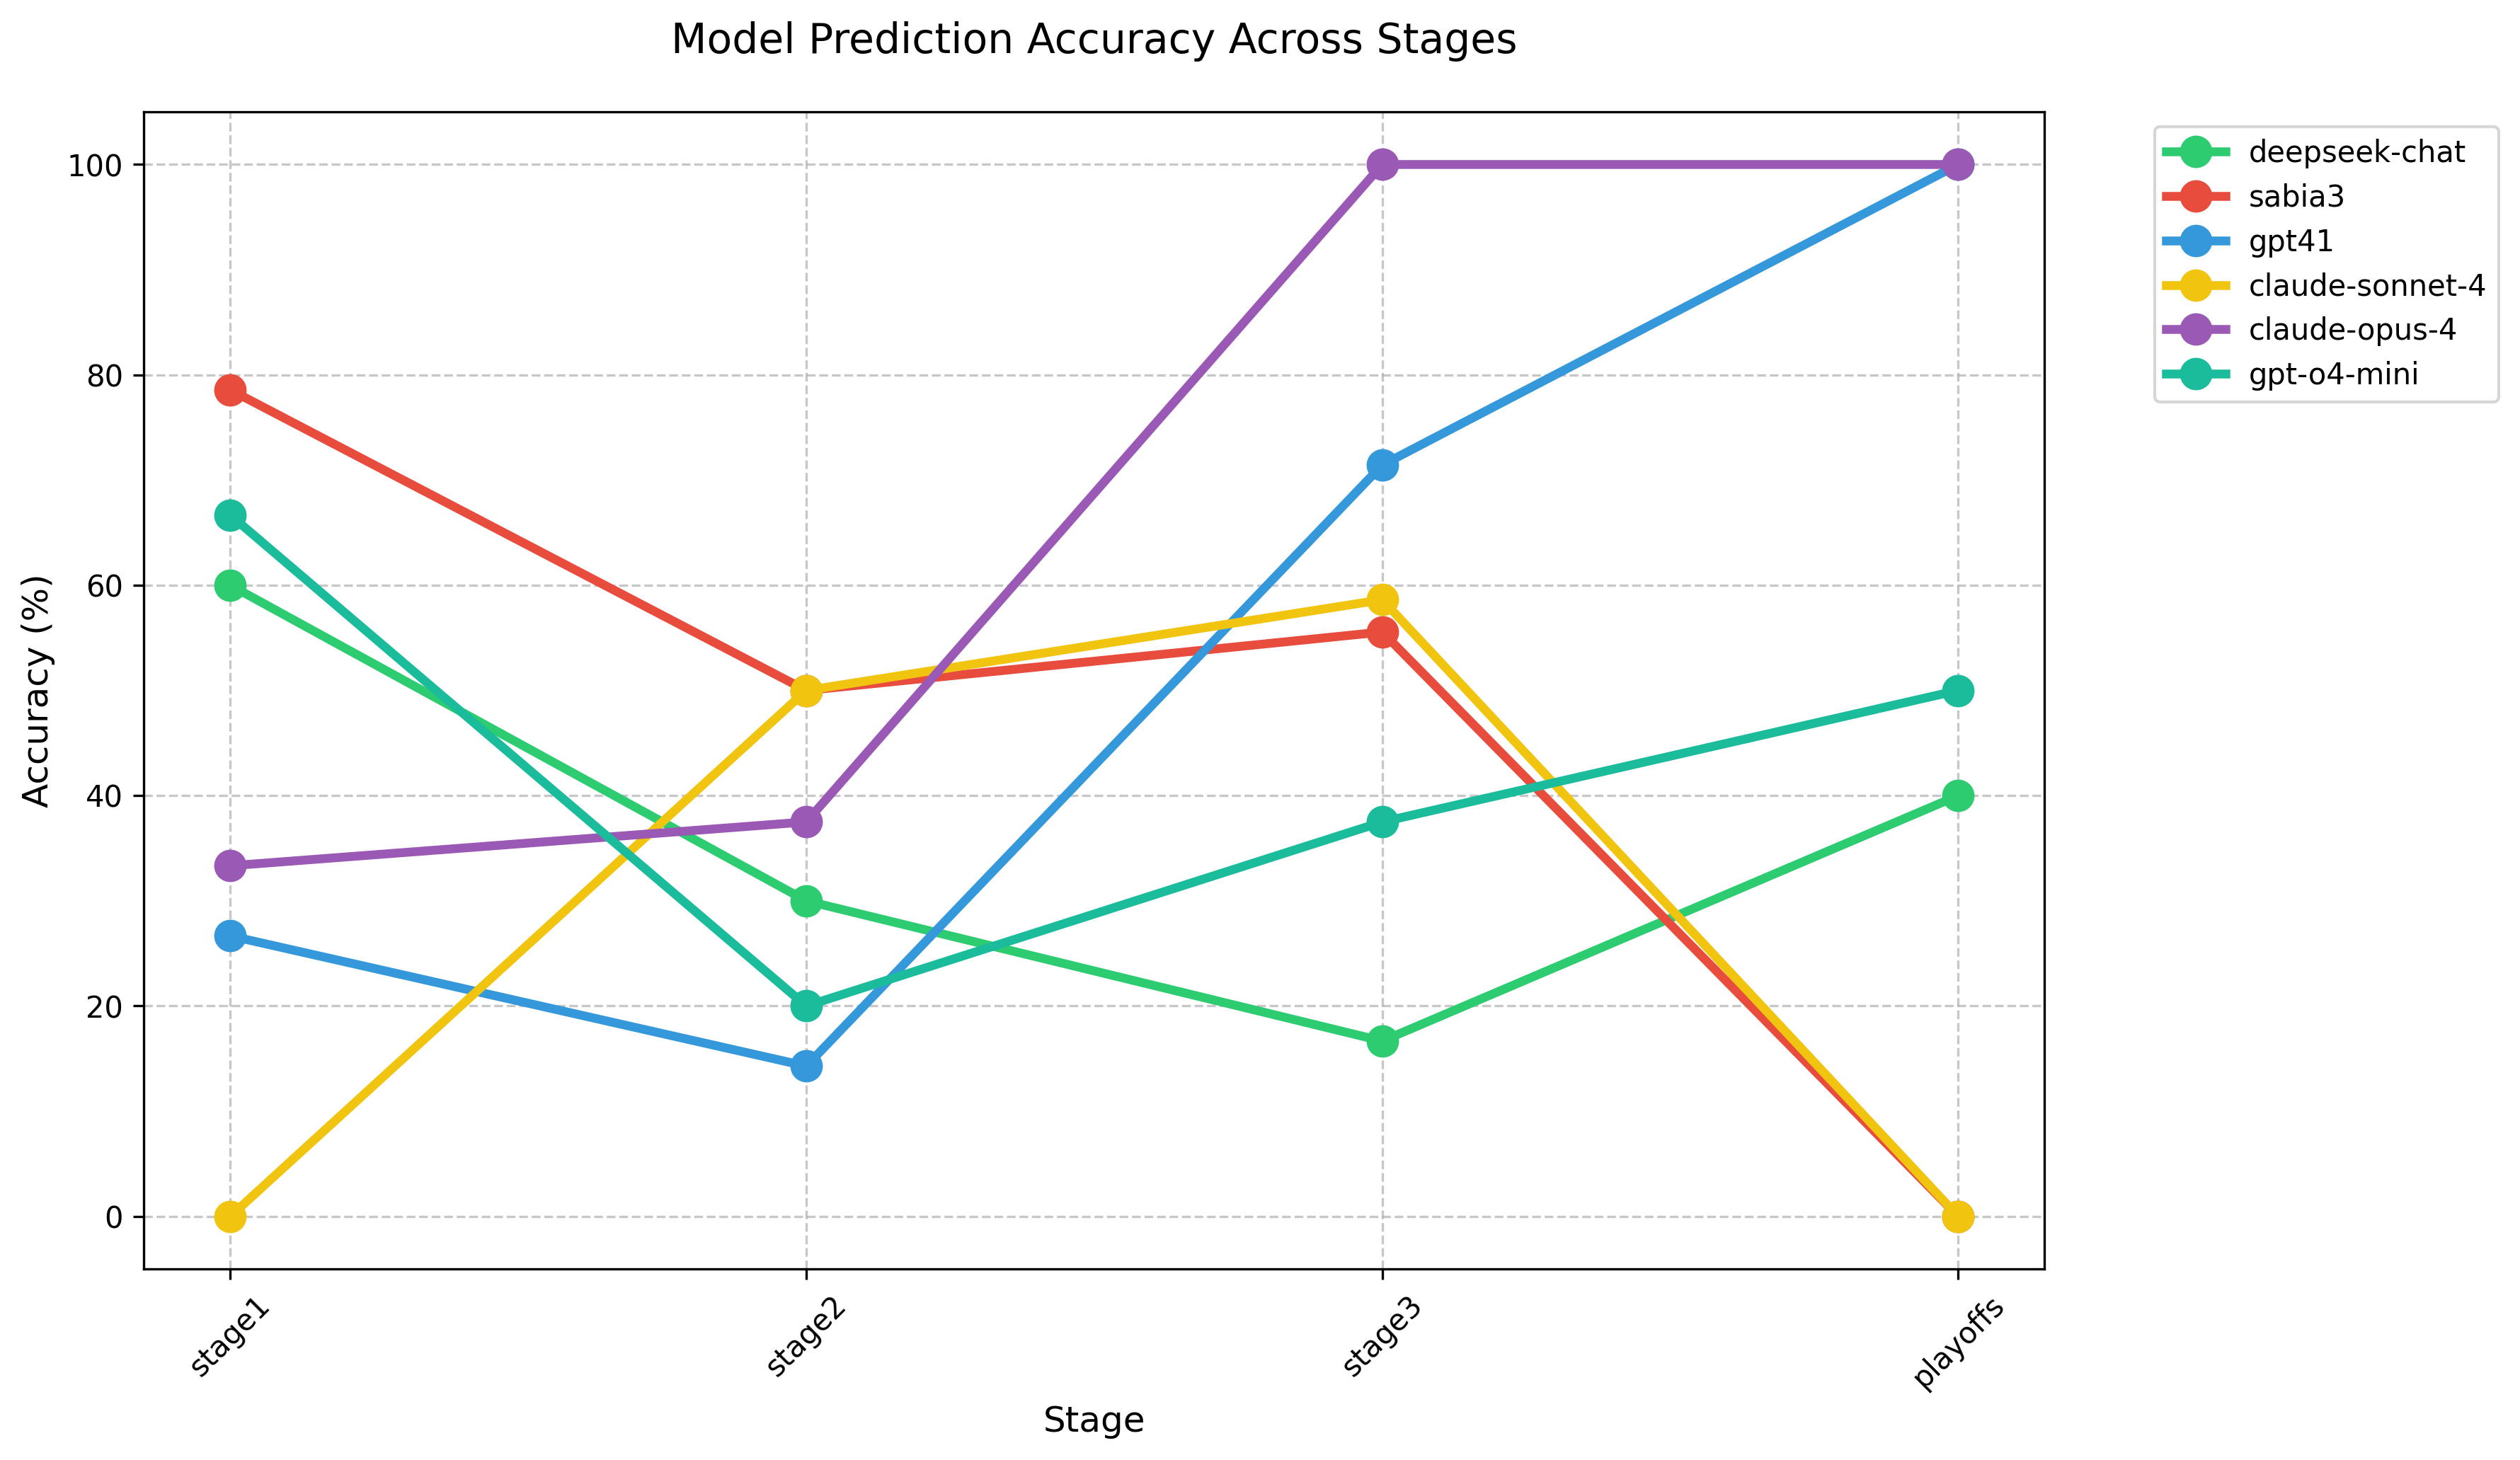 Model Prediction Accuracy Across Stages
100
80
60
40
20
0
Accuracy (%)
stage1
stage2
stage3
playoffs
Stage
deepseek-chat
sabia3
gpt41
claude-sonnet-4
claude-opus-4
gpt-o4-mini